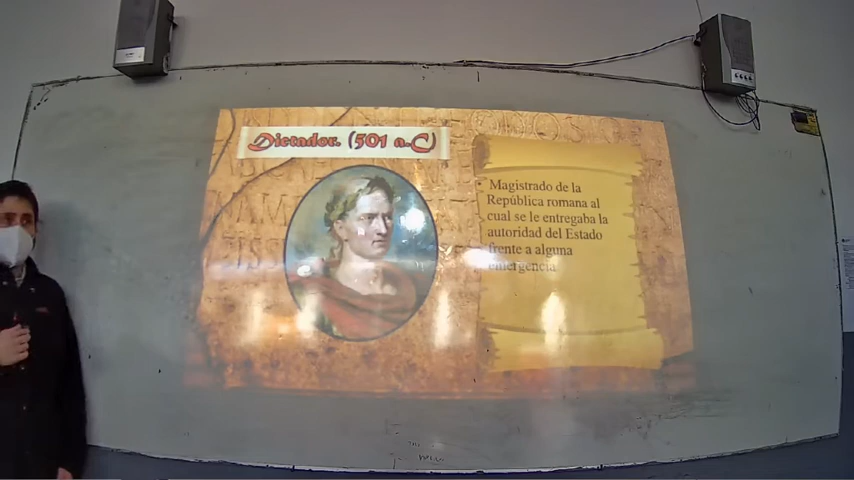 Dictador. (501 a.C)
Magistrado de la
República romana al
cual se le entregaba la
autoridad del Estado
frente a alguna
emergencia